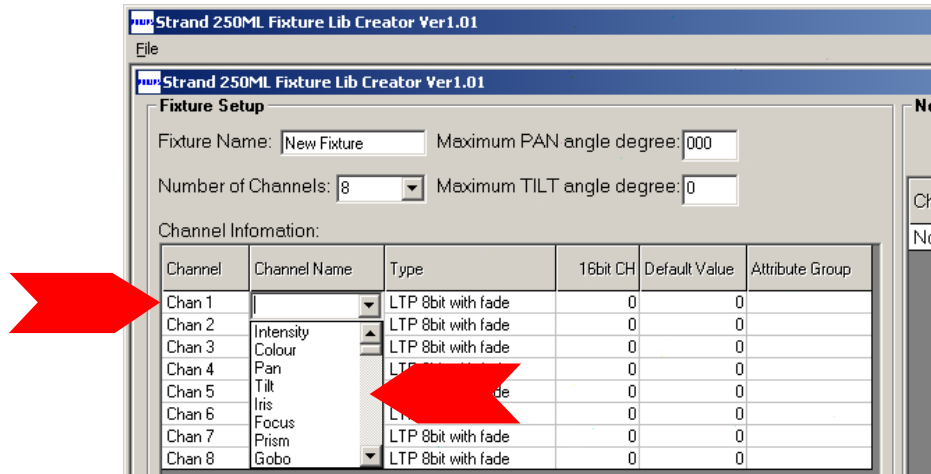 Strand 250ML Fixture Lib Creator Ver1.01
File
Strand 250ML Fixture Lib Creator Ver1.01
Fixture Setup
Fixture Name: New Fixture Maximum PAN angle degree: 000
Number of Channels: 8 Maximum TILT angle degree: 0
Channel Infomation:
Channel Channel Name Type 16bit CH Default Value Attribute Group
Chan 1 LTP 8bit with fade 0 0
Chan 2 Intensity LTP 8bit with fade 0 0
Chan 3 Colour LTP 8bit with fade 0 0
Chan 4 Pan 0 0
Chan 5 Tilt 0 0
Iris
Chan 6 Focus 0 0
Chan 7 Prism LTP 8bit with fade 0 0
Chan 8 Gobo LTP 8bit with fade 0 0